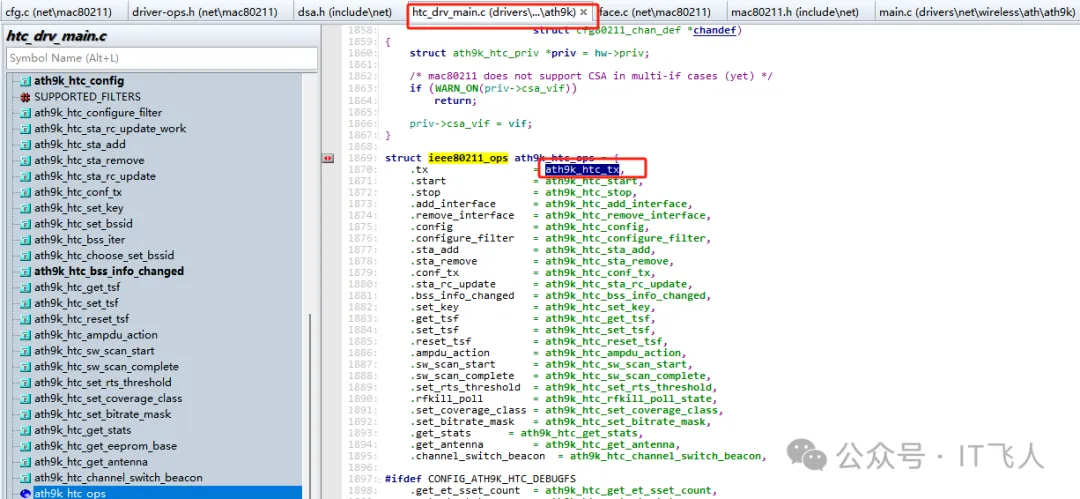 cfg.c (net\mac80211)
driver-ops.h (net\mac80211)
dsa.h (include\net)
htc_drv_main.c (drivers\...\ath9k) ×
face.c (net\mac80211)
mac80211.h (include\net)
main.c (drivers\net\wireless\ath\ath9k)
htc_drv_main.c
Symbol Name (Alt+L)
ath9k_htc_config
SUPPORTED_FILTERS
ath9k_htc_configure_filter
ath9k_htc_sta_rc_update_work
ath9k_htc_sta_add
ath9k_htc_sta_remove
ath9k_htc_sta_rc_update
ath9k_htc_conf_tx
ath9k_htc_set_key
ath9k_htc_set_bssid
ath9k_htc_bss_iter
ath9k_htc_choose_set_bssid
ath9k_htc_bss_info_changed
ath9k_htc_get_tsf
ath9k_htc_set_tsf
ath9k_htc_reset_tsf
ath9k_htc_ampdu_action
ath9k_htc_sw_scan_start
ath9k_htc_sw_scan_complete
ath9k_htc_set_rts_threshold
ath9k_htc_set_coverage_class
ath9k_htc_set_bitrate_mask
ath9k_htc_get_stats
ath9k_htc_get_eeprom_base
ath9k_htc_get_antenna
ath9k_htc_channel_switch_beacon
ath9k_htc_ops
1858: struct cfg80211_chan_def *chandef)
1859: {
1860: struct ath9k_htc_priv *priv = hw->priv;
1861:
1862: /* mac80211 does not support CSA in multi-if cases (yet) */
1863: if (WARN_ON(priv->csa_vif))
1864: return;
1865:
1866: priv->csa_vif = vif;
1867: }
1868:
1869: struct ieee80211_ops ath9k_htc_ops = {
1870: .tx = ath9k_htc_tx,
1871: .start = ath9k_htc_start,
1872: .stop = ath9k_htc_stop,
1873: .add_interface = ath9k_htc_add_interface,
1874: .remove_interface = ath9k_htc_remove_interface,
1875: .config = ath9k_htc_config,
1876: .configure_filter = ath9k_htc_configure_filter,
1877: .sta_add = ath9k_htc_sta_add,
1878: .sta_remove = ath9k_htc_sta_remove,
1879: .conf_tx = ath9k_htc_conf_tx,
1880: .sta_rc_update = ath9k_htc_sta_rc_update,
1881: .bss_info_changed = ath9k_htc_bss_info_changed,
1882: .set_key = ath9k_htc_set_key,
1883: .get_tsf = ath9k_htc_get_tsf,
1884: .set_tsf = ath9k_htc_set_tsf,
1885: .reset_tsf = ath9k_htc_reset_tsf,
1886: .ampdu_action = ath9k_htc_ampdu_action,
1887: .sw_scan_start = ath9k_htc_sw_scan_start,
1888: .sw_scan_complete = ath9k_htc_sw_scan_complete,
1889: .set_rts_threshold = ath9k_htc_set_rts_threshold,
1890: .rfkill_poll = ath9k_htc_rfkill_poll_state,
1891: .set_coverage_class = ath9k_htc_set_coverage_class,
1892: .set_bitrate_mask = ath9k_htc_set_bitrate_mask,
1893: .get_stats = ath9k_htc_get_stats,
1894: .get_antenna = ath9k_htc_get_antenna,
1895: .channel_switch_beacon = ath9k_htc_channel_switch_beacon,
1896:
1897: #ifdef CONFIG_ATH9K_HTC_DEBUGFS
1898: .get_et_sset_count = ath9k_htc_get_et_sset_count,
公众号 · IT飞人